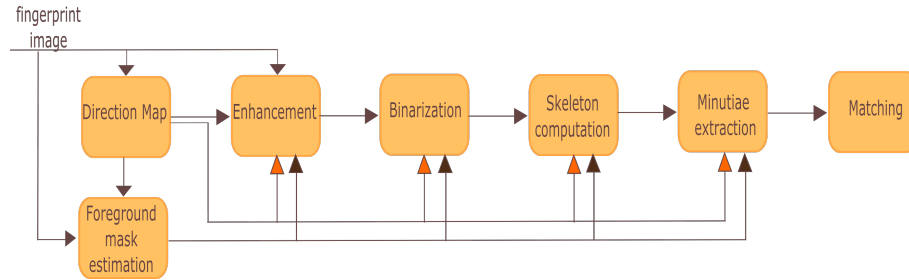 fingerprint
image
Direction Map
Enhancement
Binarization
Skeleton
computation
Minutiae
extraction
Matching
Foreground
mask
estimation